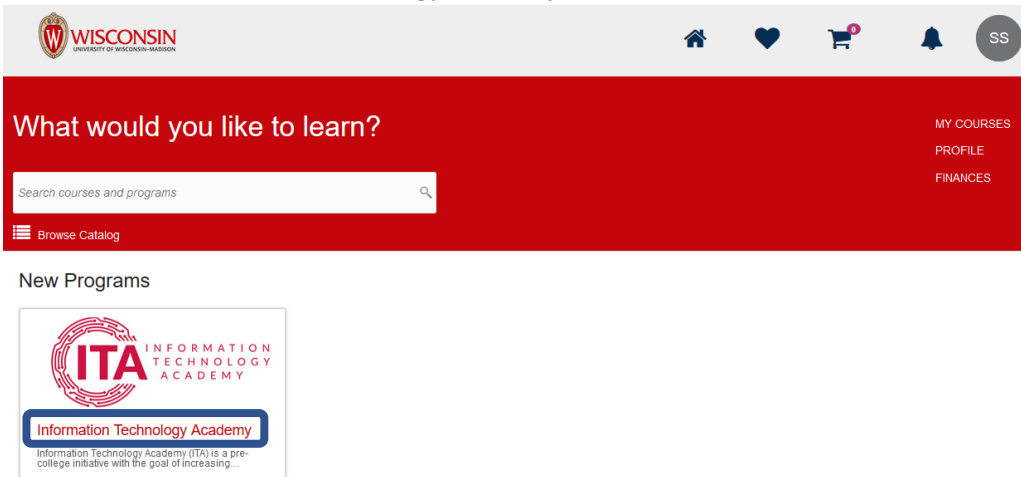 W
WISCONSIN
UNIVERSITY OF WISCONSIN-MADISON
0
SS
What would you like to learn?
MY COURSES
PROFILE
FINANCES
Search courses and programs
Browse Catalog
New Programs
ITA
INFORMATION
TECHNOLOGY
ACADEMY
Information Technology Academy
Information Technology Academy (ITA) is a pre-
college initiative with the goal of increasing...